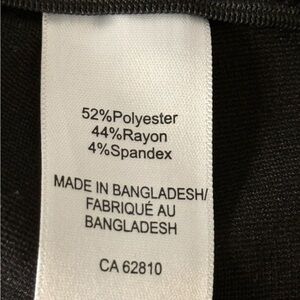 52%Polyester
44%Rayon
4%Spandex
MADE IN BANGLADESH/
FABRIQUÉ AU
BANGLADESH
CA 62810